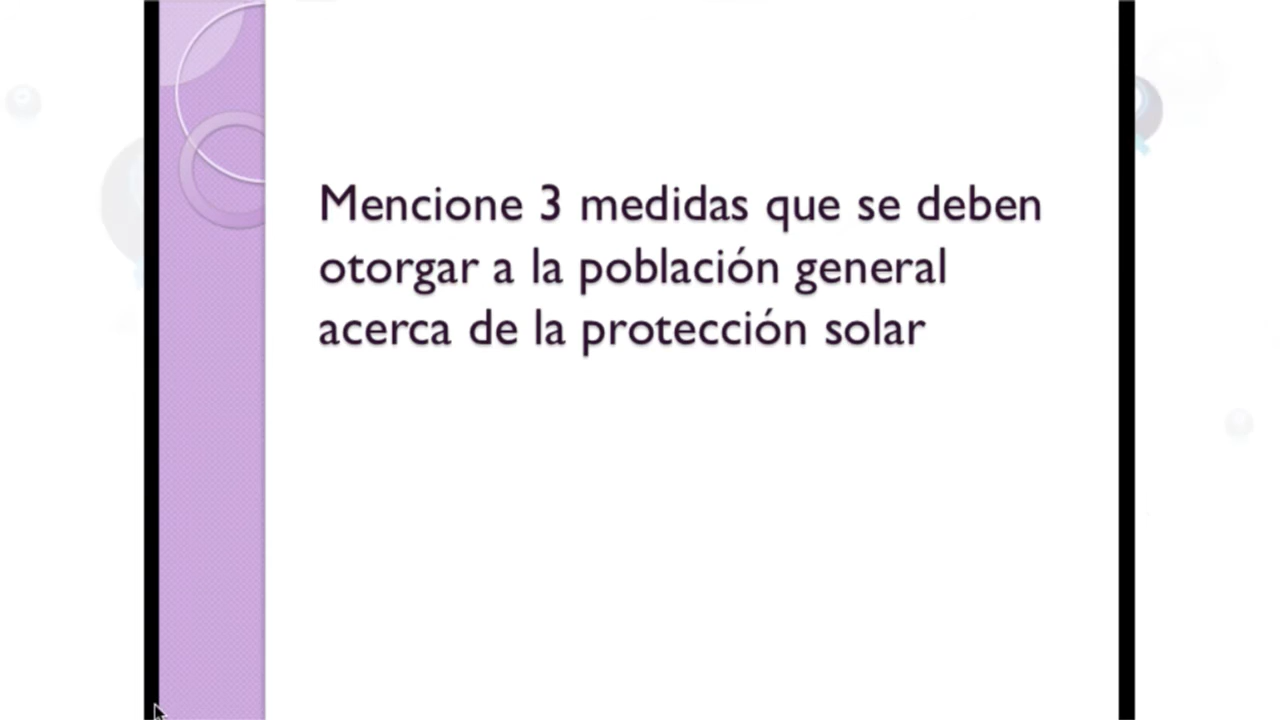 Mencione 3 medidas que se deben
otorgar a la población general
acerca de la protección solar